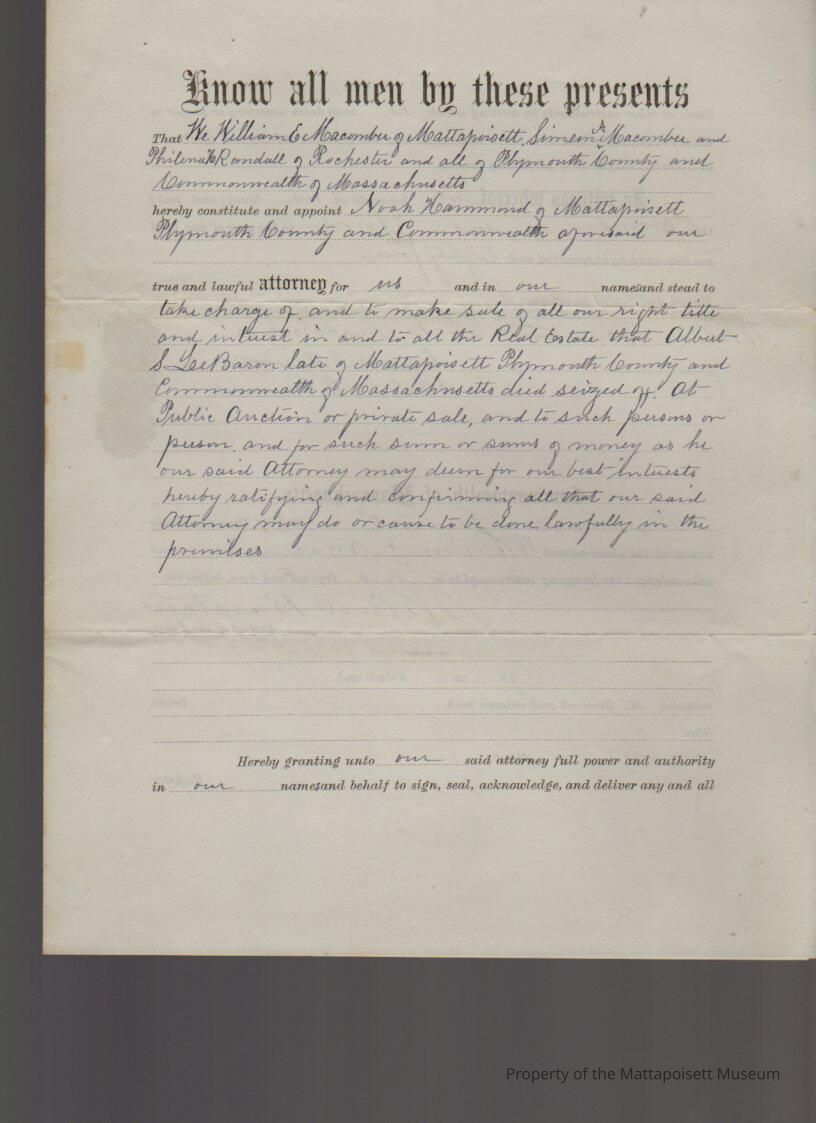 Know all men by these presents
That We William E Macomber of Mattapoisett, Simeon A Macomber and
Philena H Randall of Rochester and all of Plymouth County and
Commonwealth of Massachusetts
hereby constitute and appoint Noah Hammond of Mattapoisett
Plymouth County and Commonwealth aforesaid our
true and lawful attorney for us and in our names and stead to
take charge of, and to make sale of all our right title
and interest in and to all the Real Estate that Albert
S LeBaron late of Mattapoisett Plymouth County and
Commonwealth of Massachusetts died seized of. At
Public Auction or private sale, and to such persons or
person, and for such sum or sums of money as he
our said Attorney may deem for our best interests
hereby ratifying and confirming all that our said
Attorney may do or cause to be done lawfully in the
premises
Hereby granting unto our said attorney full power and authority
in our names and behalf to sign, seal, acknowledge, and deliver any and all
Property of the Mattapoisett Museum